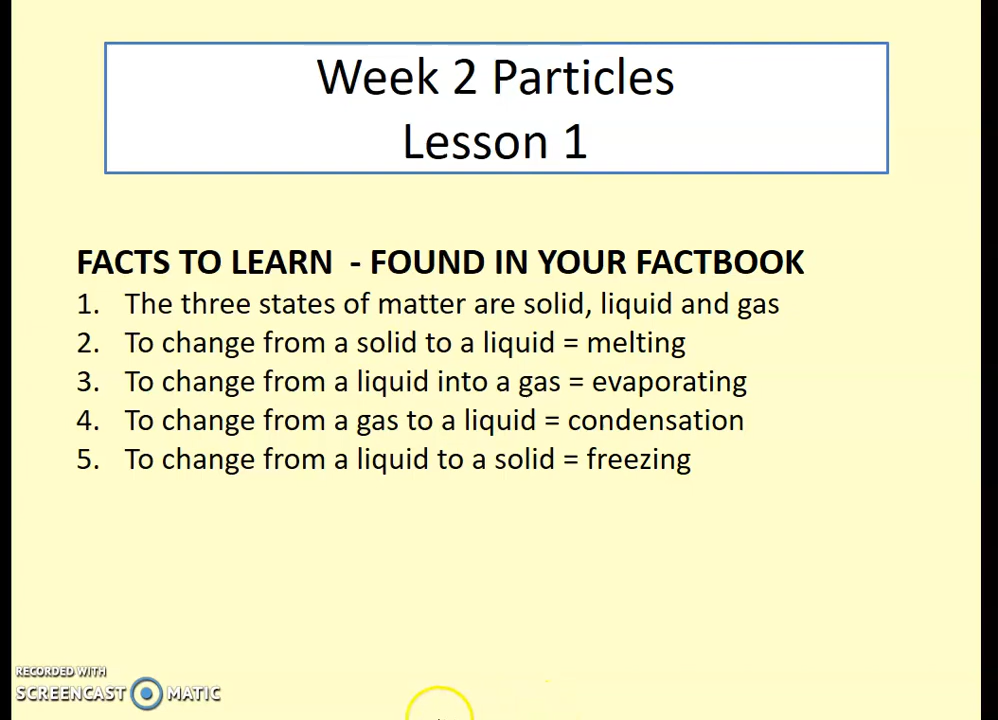 Week 2 Particles
Lesson 1
FACTS TO LEARN - FOUND IN YOUR FACTBOOK
1. The three states of matter are solid, liquid and gas
2. To change from a solid to a liquid = melting
3. To change from a liquid into a gas = evaporating
4. To change from a gas to a liquid = condensation
5. To change from a liquid to a solid = freezing
RECORDED WITH
SCREENCAST MATIC